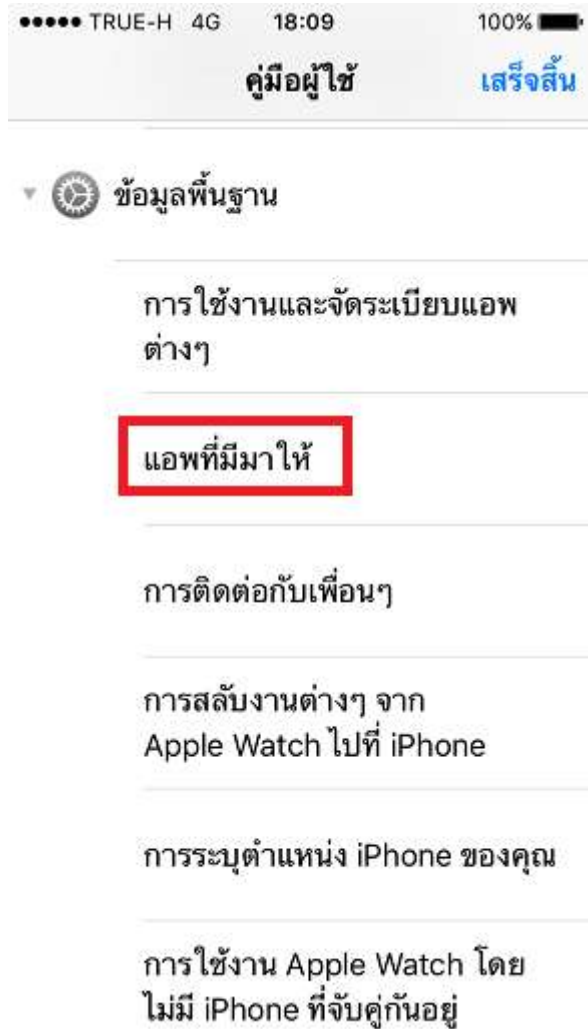 TRUE-H 4G 18:09 100%
คู่มือผู้ใช้ เสร็จสิ้น
ข้อมูลพื้นฐาน
การใช้งานและจัดระเบียบแอพ
ต่างๆ
แอพที่มีมาให้
การติดต่อกับเพื่อนๆ
การสลับงานต่างๆ จาก
Apple Watch ไปที่ iPhone
การระบุตำแหน่ง iPhone ของคุณ
การใช้งาน Apple Watch โดย
ไม่มี iPhone ที่จับคู่กันอยู่